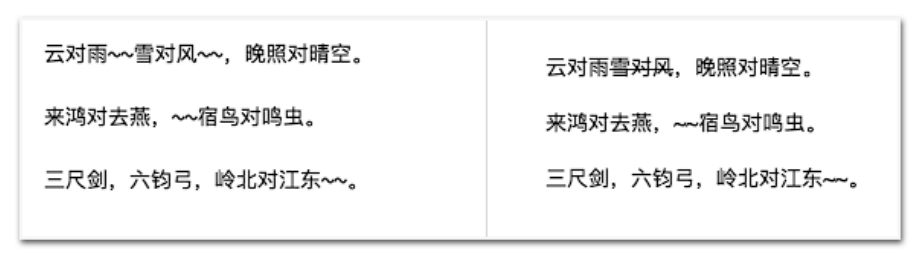 云对雨~~雪对风~~，晚照对晴空。
来鸿对去燕，~~宿鸟对鸣虫。
三尺剑，六钧弓，岭北对江东~~。
云对雨雪对风，晚照对晴空。
来鸿对去燕，~~宿鸟对鸣虫。
三尺剑，六钧弓，岭北对江东~~。